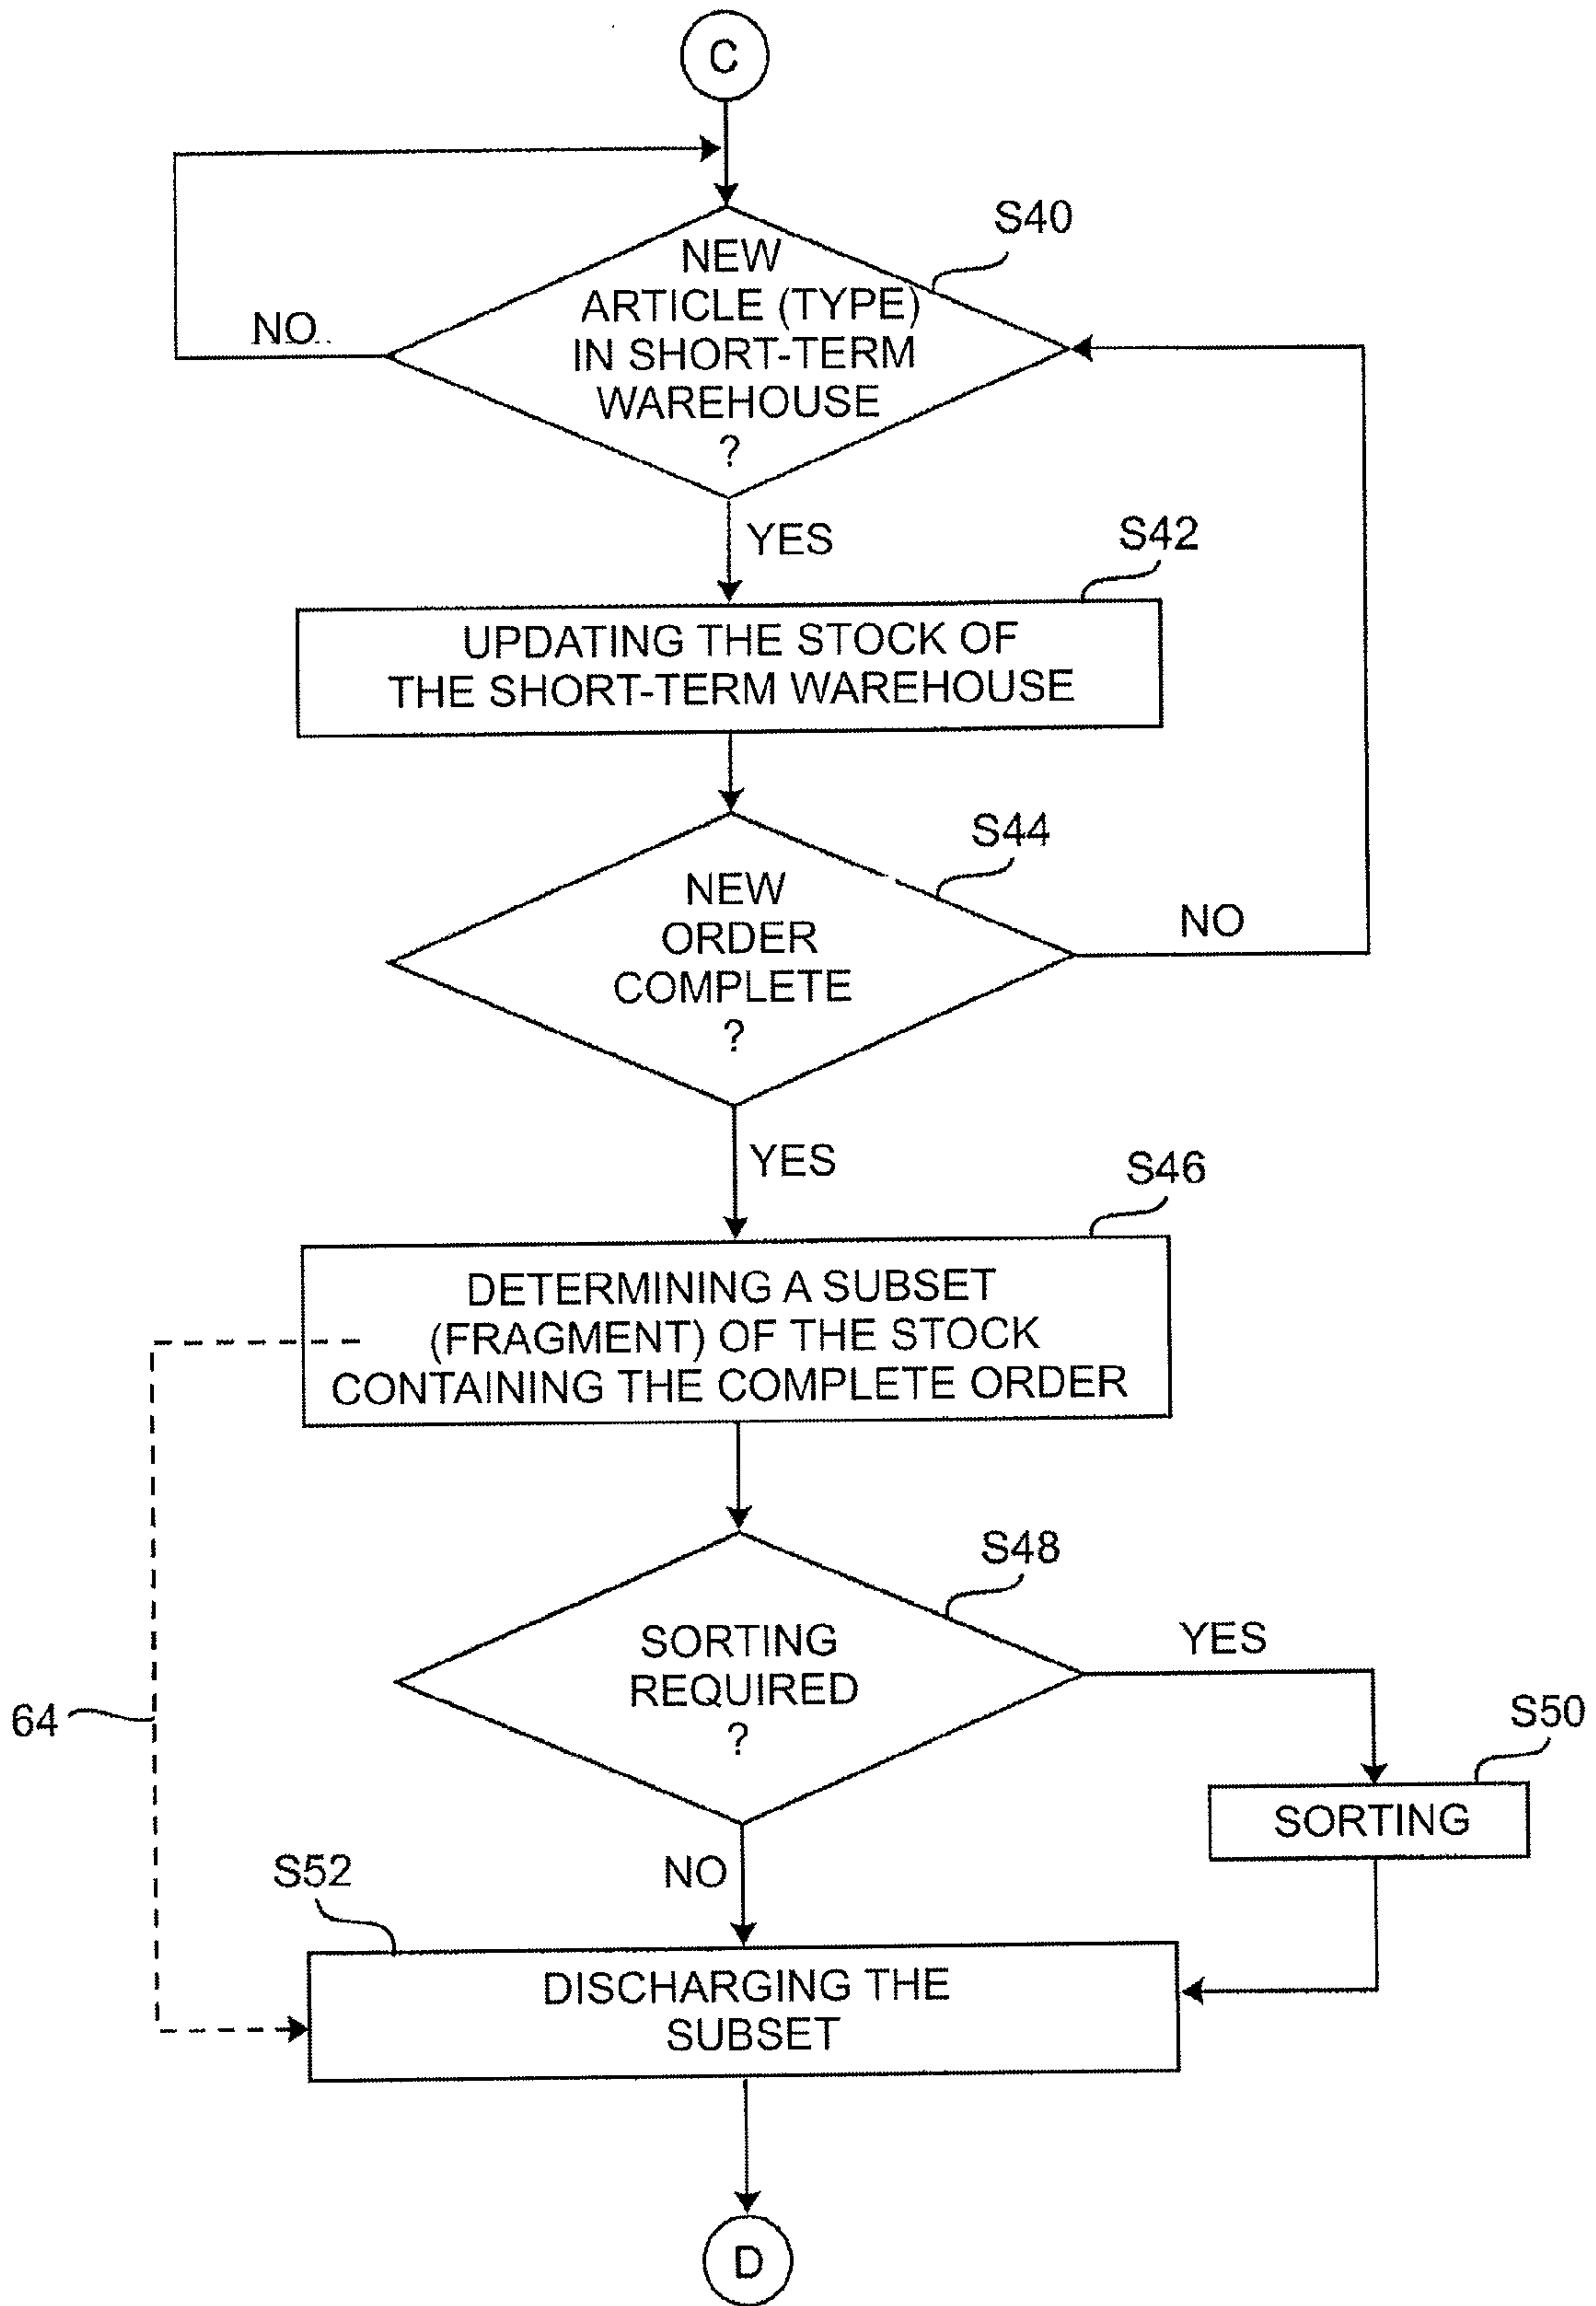 C
S40
NEW
ARTICLE (TYPE)
IN SHORT-TERM
WAREHOUSE
?
NO
YES
S42
UPDATING THE STOCK OF
THE SHORT-TERM WAREHOUSE
S44
NEW
ORDER
COMPLETE
?
NO
YES
S46
DETERMINING A SUBSET
(FRAGMENT) OF THE STOCK
CONTAINING THE COMPLETE ORDER
S48
SORTING
REQUIRED
?
YES
64
S50
SORTING
NO
S52
DISCHARGING THE
SUBSET
D